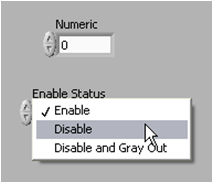 Numeric
0
Enable Status
✓ Enable
Disable
Disable and Gray Out